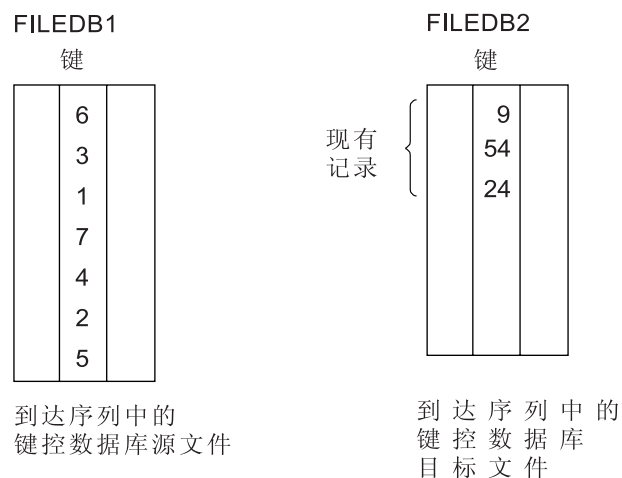 FILEDB1
键
6
3
1
7
4
2
5
到达序列中的
键控数据库源文件
FILEDB2
键
现有
记录
9
54
24
到达序列中的
键控数据库
目标文件